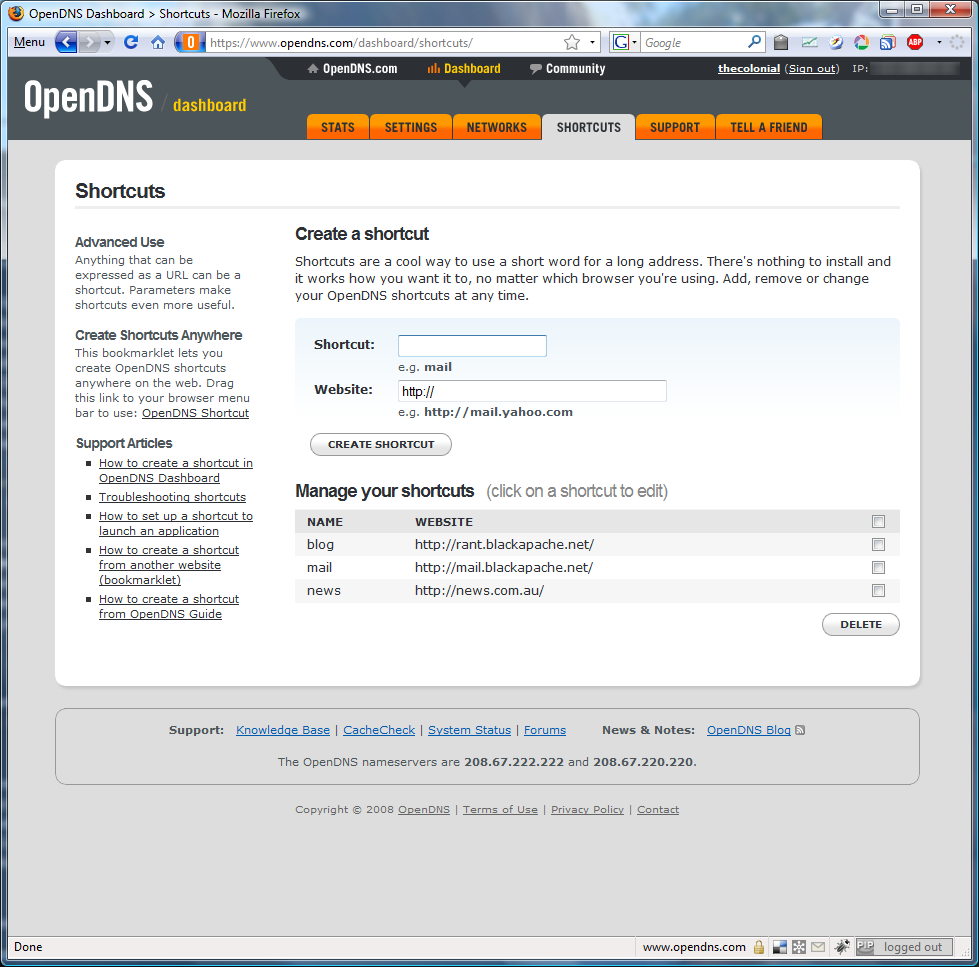 OpenDNS Dashboard > Shortcuts - Mozilla Firefox
Menu
0
https://www.opendns.com/dashboard/shortcuts/
G
Google
ABP
OpenDNS.com
Dashboard
Community
thecolonial (Sign out)
IP:
OpenDNS / dashboard
STATS
SETTINGS
NETWORKS
SHORTCUTS
SUPPORT
TELL A FRIEND
Shortcuts
Advanced Use
Anything that can be
expressed as a URL can be a
shortcut. Parameters make
shortcuts even more useful.
Create Shortcuts Anywhere
This bookmarklet lets you
create OpenDNS shortcuts
anywhere on the web. Drag
this link to your browser menu
bar to use: OpenDNS Shortcut
Support Articles
How to create a shortcut in
OpenDNS Dashboard
Troubleshooting shortcuts
How to set up a shortcut to
launch an application
How to create a shortcut
from another website
(bookmarklet)
How to create a shortcut
from OpenDNS Guide
Create a shortcut
Shortcuts are a cool way to use a short word for a long address. There's nothing to install and
it works how you want it to, no matter which browser you're using. Add, remove or change
your OpenDNS shortcuts at any time.
Shortcut:
e.g. mail
Website: http://
e.g. http://mail.yahoo.com
CREATE SHORTCUT
Manage your shortcuts (click on a shortcut to edit)
NAME WEBSITE
blog http://rant.blackapache.net/
mail http://mail.blackapache.net/
news http://news.com.au/
DELETE
Support: Knowledge Base | CacheCheck | System Status | Forums News & Notes: OpenDNS Blog
The OpenDNS nameservers are 208.67.222.222 and 208.67.220.220.
Copyright © 2008 OpenDNS | Terms of Use | Privacy Policy | Contact
Done
www.opendns.com
PIP
logged out